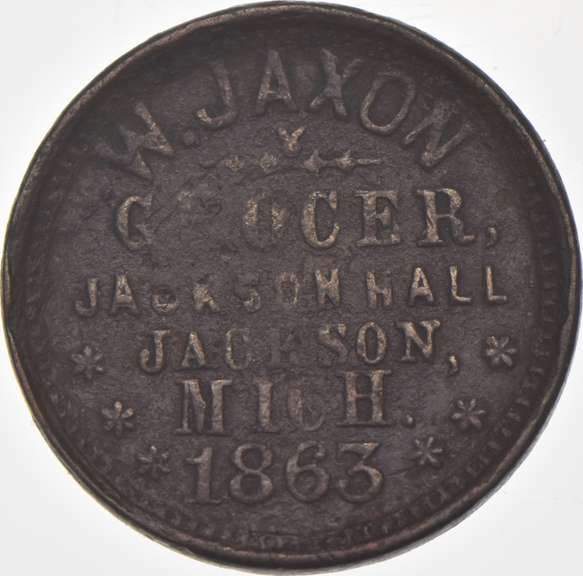 W. JAXON
GROCER,
JACKSON HALL
JACKSON,
MICH.
1863